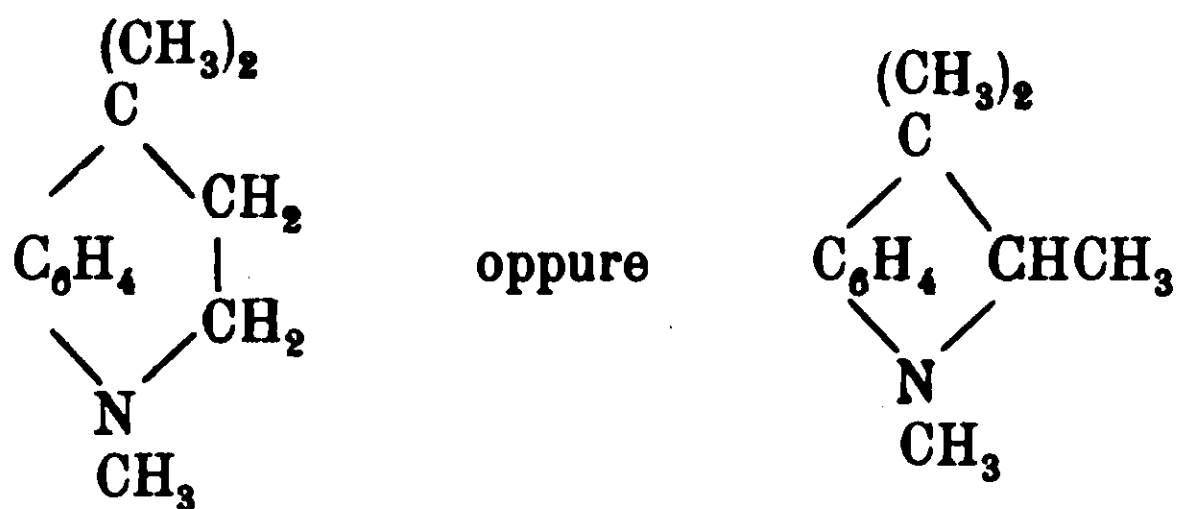 (CH₃)₂
C
CH₂
C₆H₄
CH₂
N
CH₃
oppure
(CH₃)₂
C
C₆H₄ CHCH₃
N
CH₃